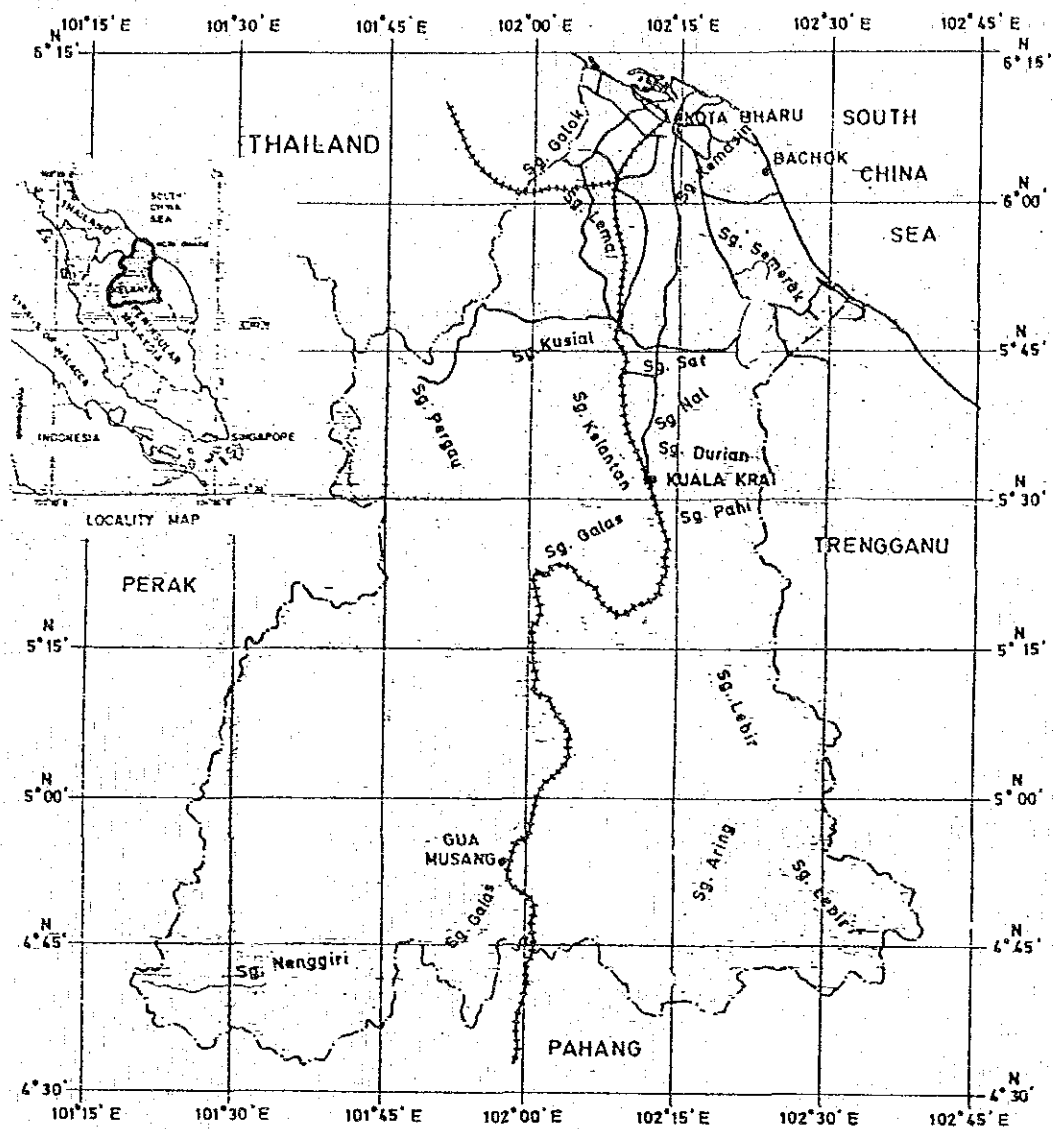 101°15' E 101°30' E 101°45' E 102°00' E 102°15' E 102°30' E 102°45' E
N
6°15'
N
6°15'
THAILAND
Sg. Golok
KOTA BHARU
SOUTH
Sg. Kemasin
BACHOK
CHINA
6°00'
SEA
Sg. Lemal
Sg. Semerak
THAILAND
SOUTH
CHINA
SEA
KELANTAN
PENINSULAR
MALAYSIA
INDONESIA
SINGAPORE
LOCALITY MAP
N
5°45'
Sg. Kusial
Sg. Sat
Sg. Pergau
Sg. Kelantan
Sg. Nal
Sg. Durian
KUALA KRAI
N
5°30'
Sg. Pahi
Sg. Galas
TRENGGANU
PERAK
N
5°15'
N
5°15'
Sg. Lebir
N
5°00'
N
5°00'
GUA
MUSANG
Sg. Aring
Sg. Lebir
Sg. Galas
N
4°45'
N
4°45'
Sg. Nenggiri
PAHANG
N
4°30'
N
4°30'
101°15' E 101°30' E 101°45' E 102°00' E 102°15' E 102°30' E 102°45' E